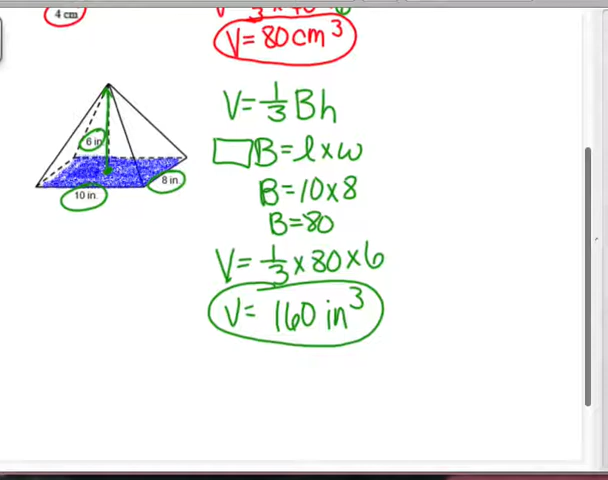 4 cm
V = 80 cm³
V = 1/3 Bh
6 in
B = l x w
8 in.
10 in.
B = 10 x 8
B = 80
V = 1/3 x 80 x 6
V = 160 in³